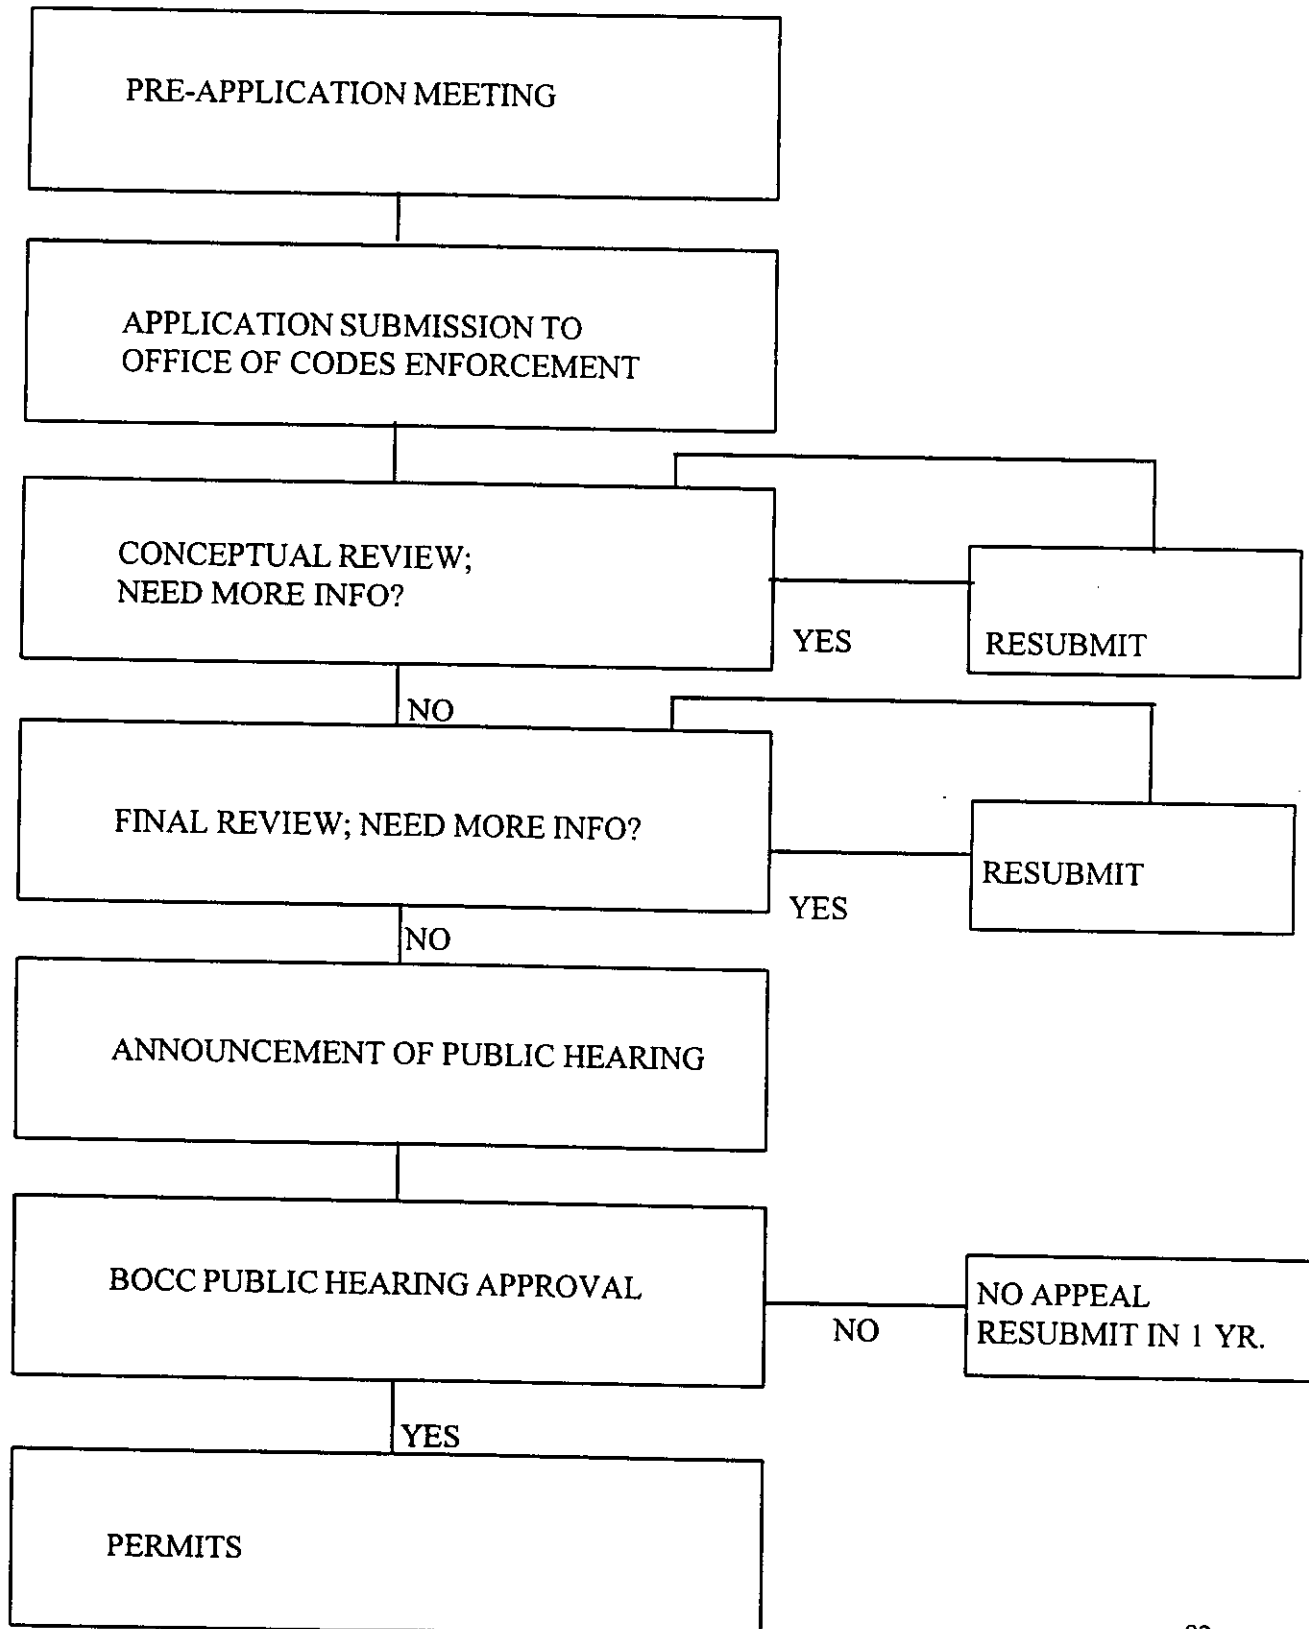 PRE-APPLICATION MEETING
APPLICATION SUBMISSION TO
OFFICE OF CODES ENFORCEMENT
CONCEPTUAL REVIEW;
NEED MORE INFO?
YES
RESUBMIT
NO
FINAL REVIEW; NEED MORE INFO?
YES
RESUBMIT
NO
ANNOUNCEMENT OF PUBLIC HEARING
BOCC PUBLIC HEARING APPROVAL
NO
NO APPEAL
RESUBMIT IN 1 YR.
YES
PERMITS